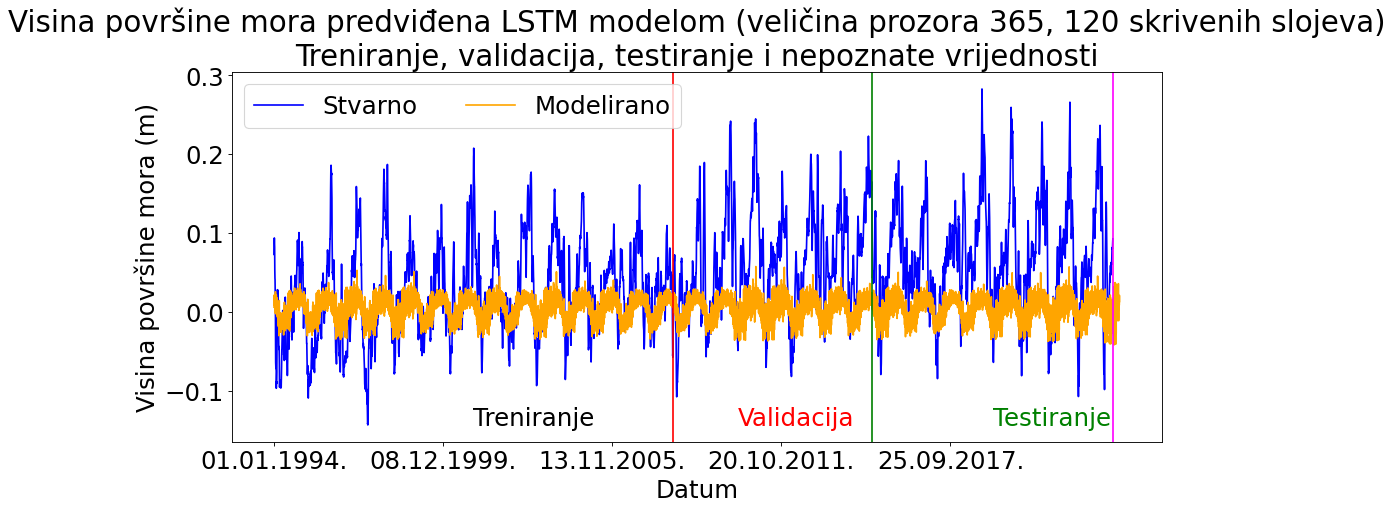 Visina površine mora predviđena LSTM modelom (veličina prozora 365, 120 skrivenih slojeva)
Treniranje, validacija, testiranje i nepoznate vrijednosti
Stvarno Modelirano
Visina površine mora (m)
0.3
0.2
0.1
0.0
−0.1
Treniranje Validacija Testiranje
01.01.1994. 08.12.1999. 13.11.2005. 20.10.2011. 25.09.2017.
Datum